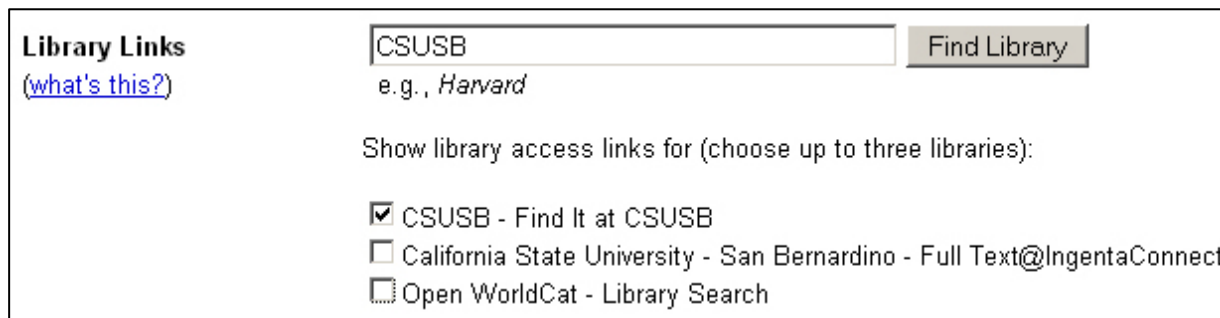 Library Links
CSUSB
Find Library
(what's this?)
e.g., Harvard
Show library access links for (choose up to three libraries):
CSUSB - Find It at CSUSB
California State University - San Bernardino - Full Text@IngentaConnect
Open WorldCat - Library Search